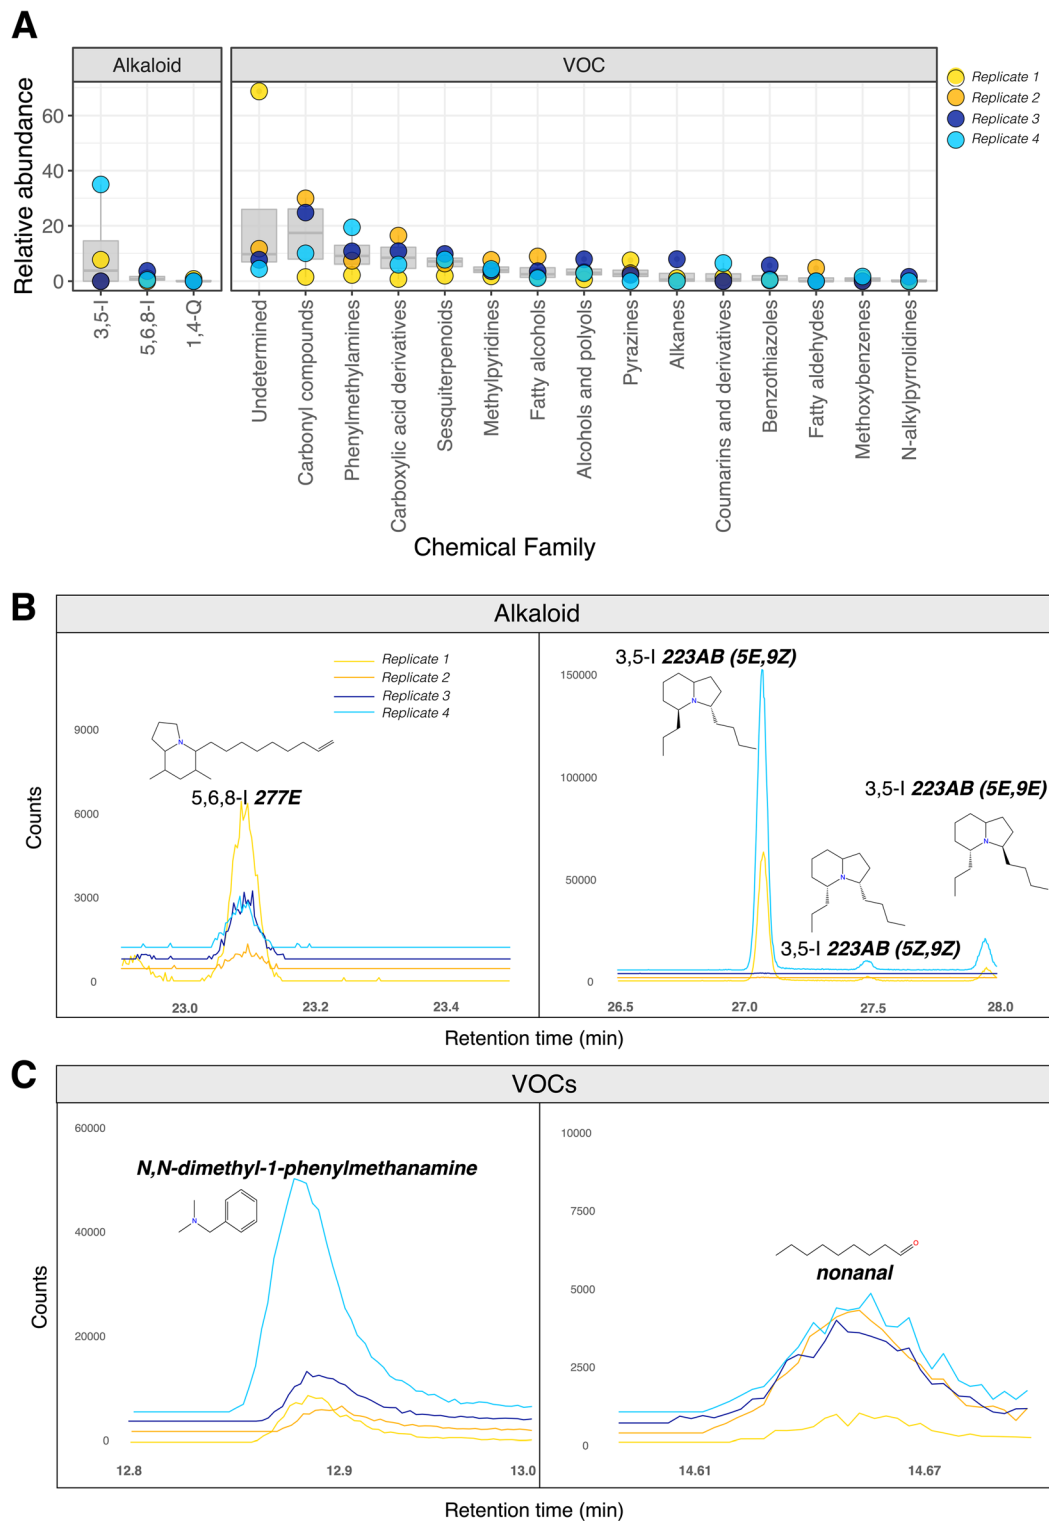 A
Alkaloid
VOC
Relative abundance
60
40
20
0
Replicate 1
Replicate 2
Replicate 3
Replicate 4
3,5-I
5,6,8-I
1,4-Q
Undetermined
Carbonyl compounds
Phenylmethylamines
Carboxylic acid derivatives
Sesquiterpenoids
Methylpyridines
Fatty alcohols
Alcohols and polyols
Pyrazines
Alkanes
Coumarins and derivatives
Benzothiazoles
Fatty aldehydes
Methoxybenzenes
N-alkylpyrrolidines
Chemical Family
B
Alkaloid
Counts
9000
6000
3000
0
Replicate 1
Replicate 2
Replicate 3
Replicate 4
N
5,6,8-I 277E
23.0
23.2
23.4
150000
100000
50000
0
3,5-I 223AB (5E,9Z)
N
3,5-I 223AB (5E,9E)
N
N
3,5-I 223AB (5Z,9Z)
26.5
27.0
27.5
28.0
Retention time (min)
C
VOCs
Counts
60000
40000
20000
0
N,N-dimethyl-1-phenylmethanamine
N
12.8
12.9
13.0
10000
7500
5000
2500
0
O
nonanal
14.61
14.67
Retention time (min)